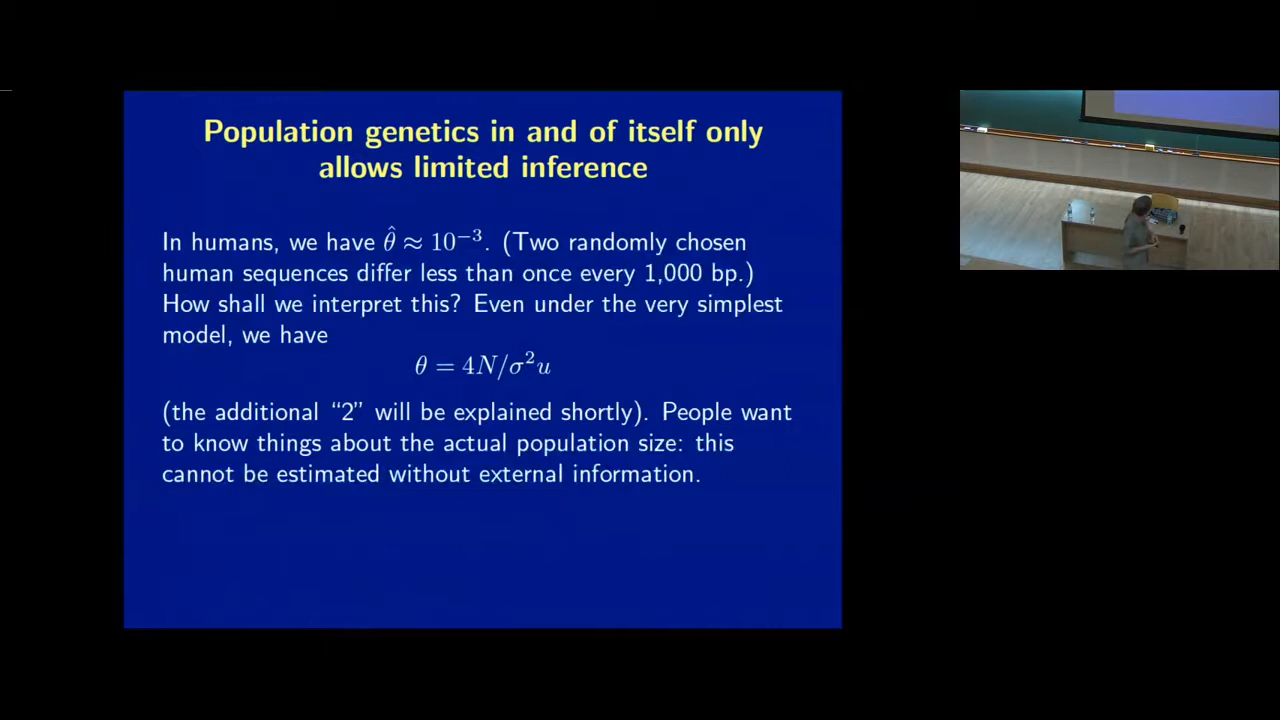 Population genetics in and of itself only
allows limited inference
In humans, we have θ̂ ≈ 10⁻³. (Two randomly chosen
human sequences differ less than once every 1,000 bp.)
How shall we interpret this? Even under the very simplest
model, we have
θ = 4N/σ²u
(the additional “2” will be explained shortly). People want
to know things about the actual population size: this
cannot be estimated without external information.